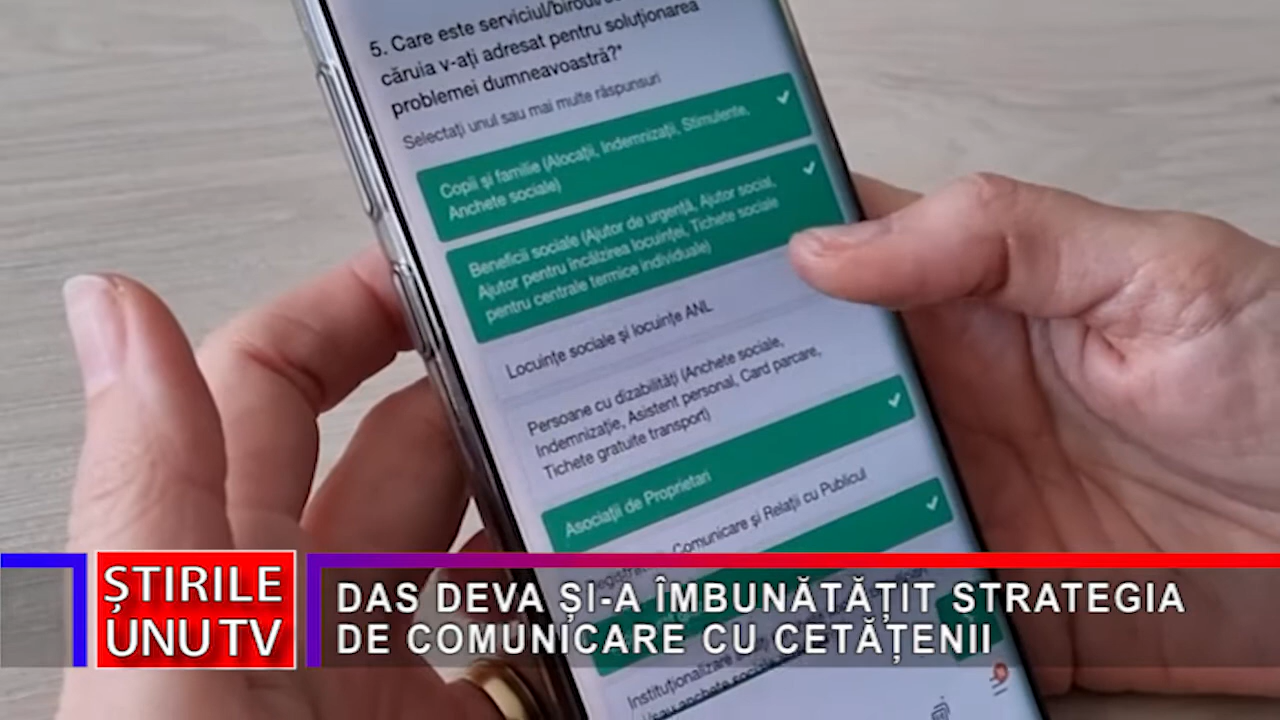 5. Care este serviciul/biroul
căruia v-ați adresat pentru soluționarea
problemei dumneavoastră?*
Selectați unul sau mai multe răspunsuri
Copii și familie (Alocații, Indemnizații, Stimulente,
Anchete sociale)
Beneficii sociale (Ajutor de urgență, Ajutor social,
Ajutor pentru încălzirea locuinței, Tichete sociale
pentru centrale termice individuale)
Locuințe sociale și locuințe ANL
Persoane cu dizabilități (Anchete sociale,
Indemnizație, Asistent personal, Card parcare,
Tichete gratuite transport)
Asociații de Proprietari
Comunicare și Relații cu Publicul
Instituționalizare
ȘTIRILE
UNU TV
DAS DEVA ȘI-A ÎMBUNĂTĂȚIT STRATEGIA
DE COMUNICARE CU CETĂȚENII